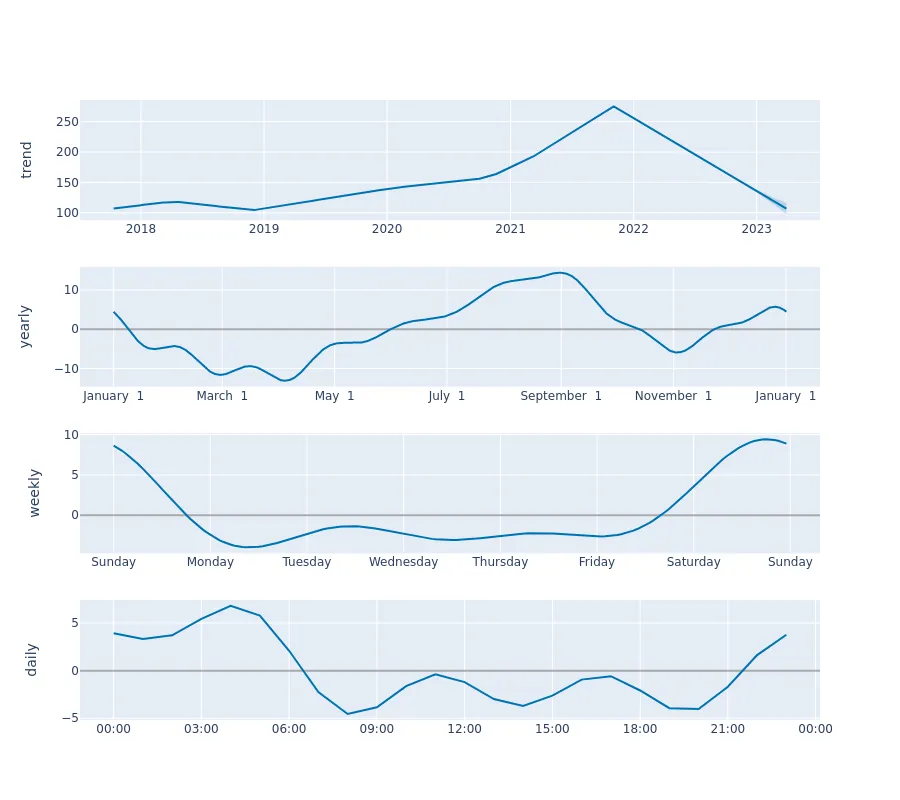 trend
250
200
150
100
2018 2019 2020 2021 2022 2023
yearly
10
0
−10
January 1 March 1 May 1 July 1 September 1 November 1 January 1
weekly
10
5
0
Sunday Monday Tuesday Wednesday Thursday Friday Saturday Sunday
daily
5
0
−5
00:00 03:00 06:00 09:00 12:00 15:00 18:00 21:00 00:00